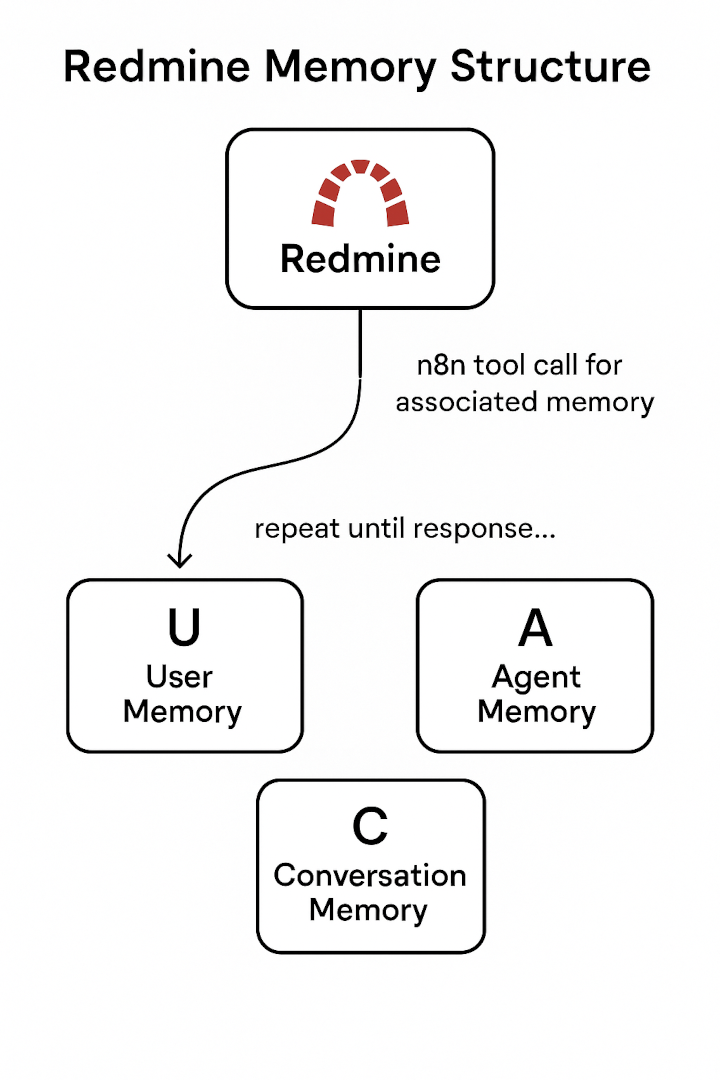 Redmine Memory Structure
Redmine
n8n tool call for
associated memory
repeat until response...
U
User
Memory
A
Agent
Memory
C
Conversation
Memory